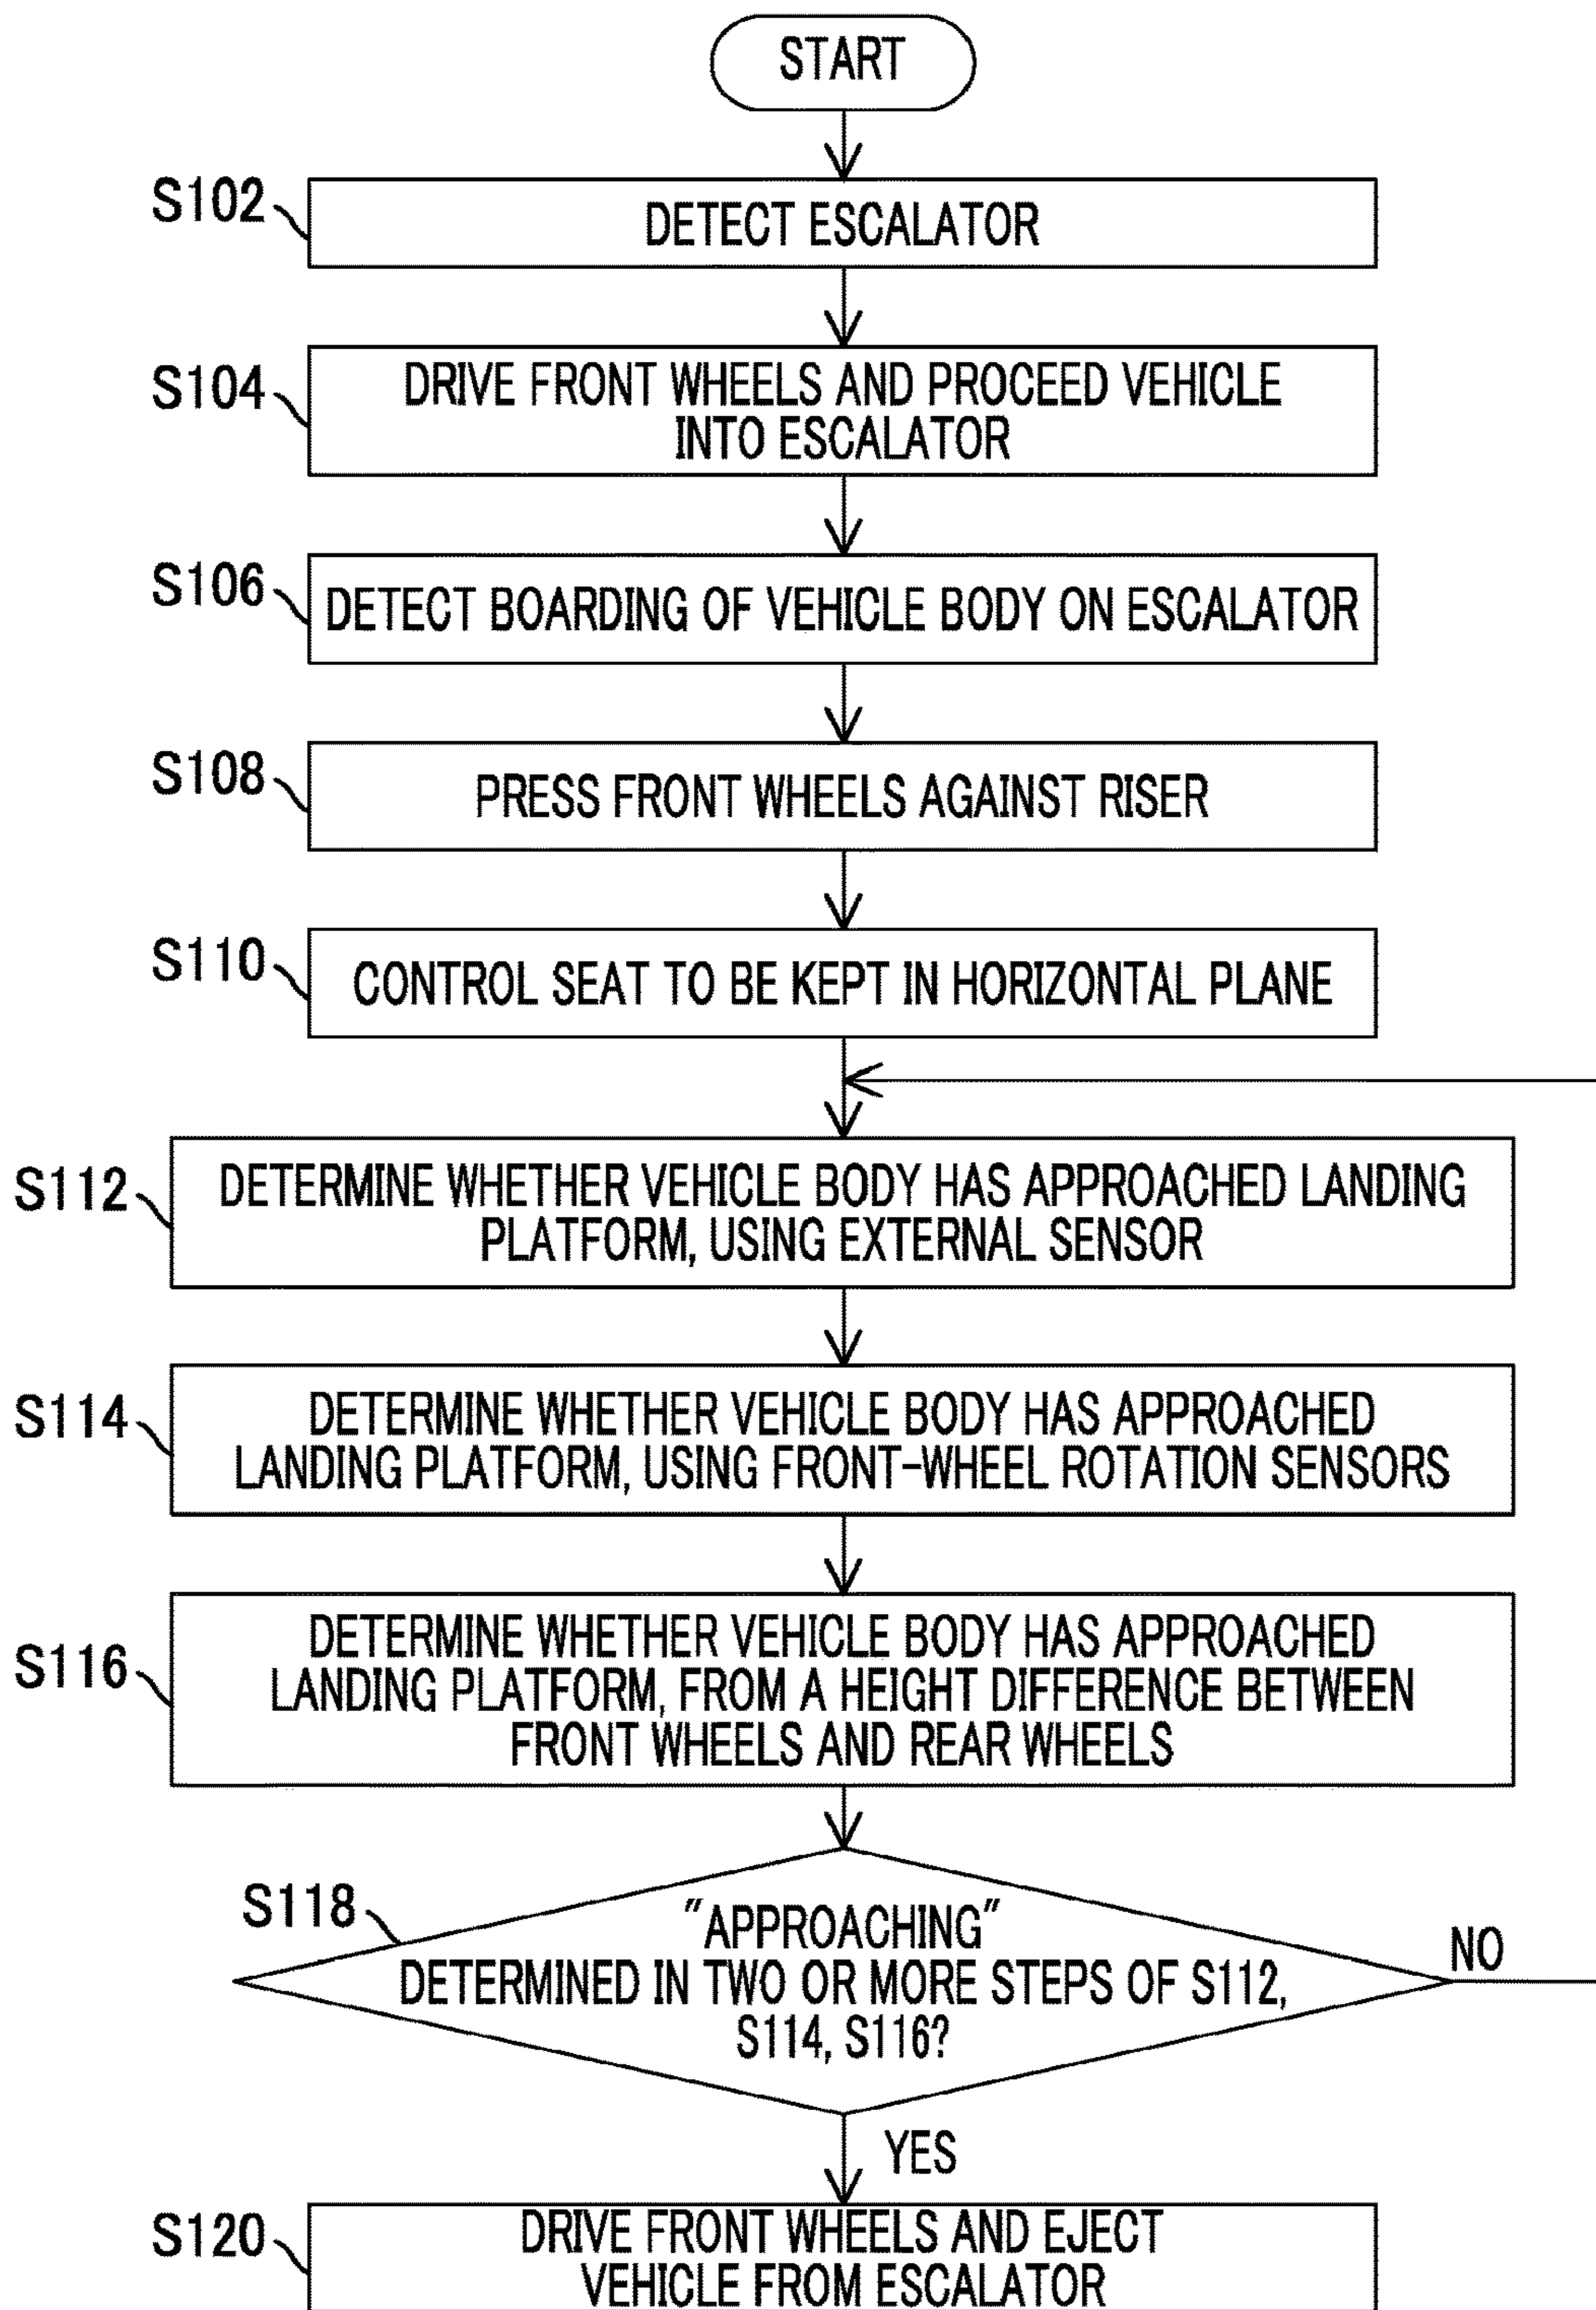 START
S102
DETECT ESCALATOR
S104
DRIVE FRONT WHEELS AND PROCEED VEHICLE
INTO ESCALATOR
S106
DETECT BOARDING OF VEHICLE BODY ON ESCALATOR
S108
PRESS FRONT WHEELS AGAINST RISER
S110
CONTROL SEAT TO BE KEPT IN HORIZONTAL PLANE
S112
DETERMINE WHETHER VEHICLE BODY HAS APPROACHED LANDING
PLATFORM, USING EXTERNAL SENSOR
S114
DETERMINE WHETHER VEHICLE BODY HAS APPROACHED
LANDING PLATFORM, USING FRONT-WHEEL ROTATION SENSORS
S116
DETERMINE WHETHER VEHICLE BODY HAS APPROACHED
LANDING PLATFORM, FROM A HEIGHT DIFFERENCE BETWEEN
FRONT WHEELS AND REAR WHEELS
S118
"APPROACHING"
DETERMINED IN TWO OR MORE STEPS OF S112,
S114, S116?
NO
YES
S120
DRIVE FRONT WHEELS AND EJECT
VEHICLE FROM ESCALATOR